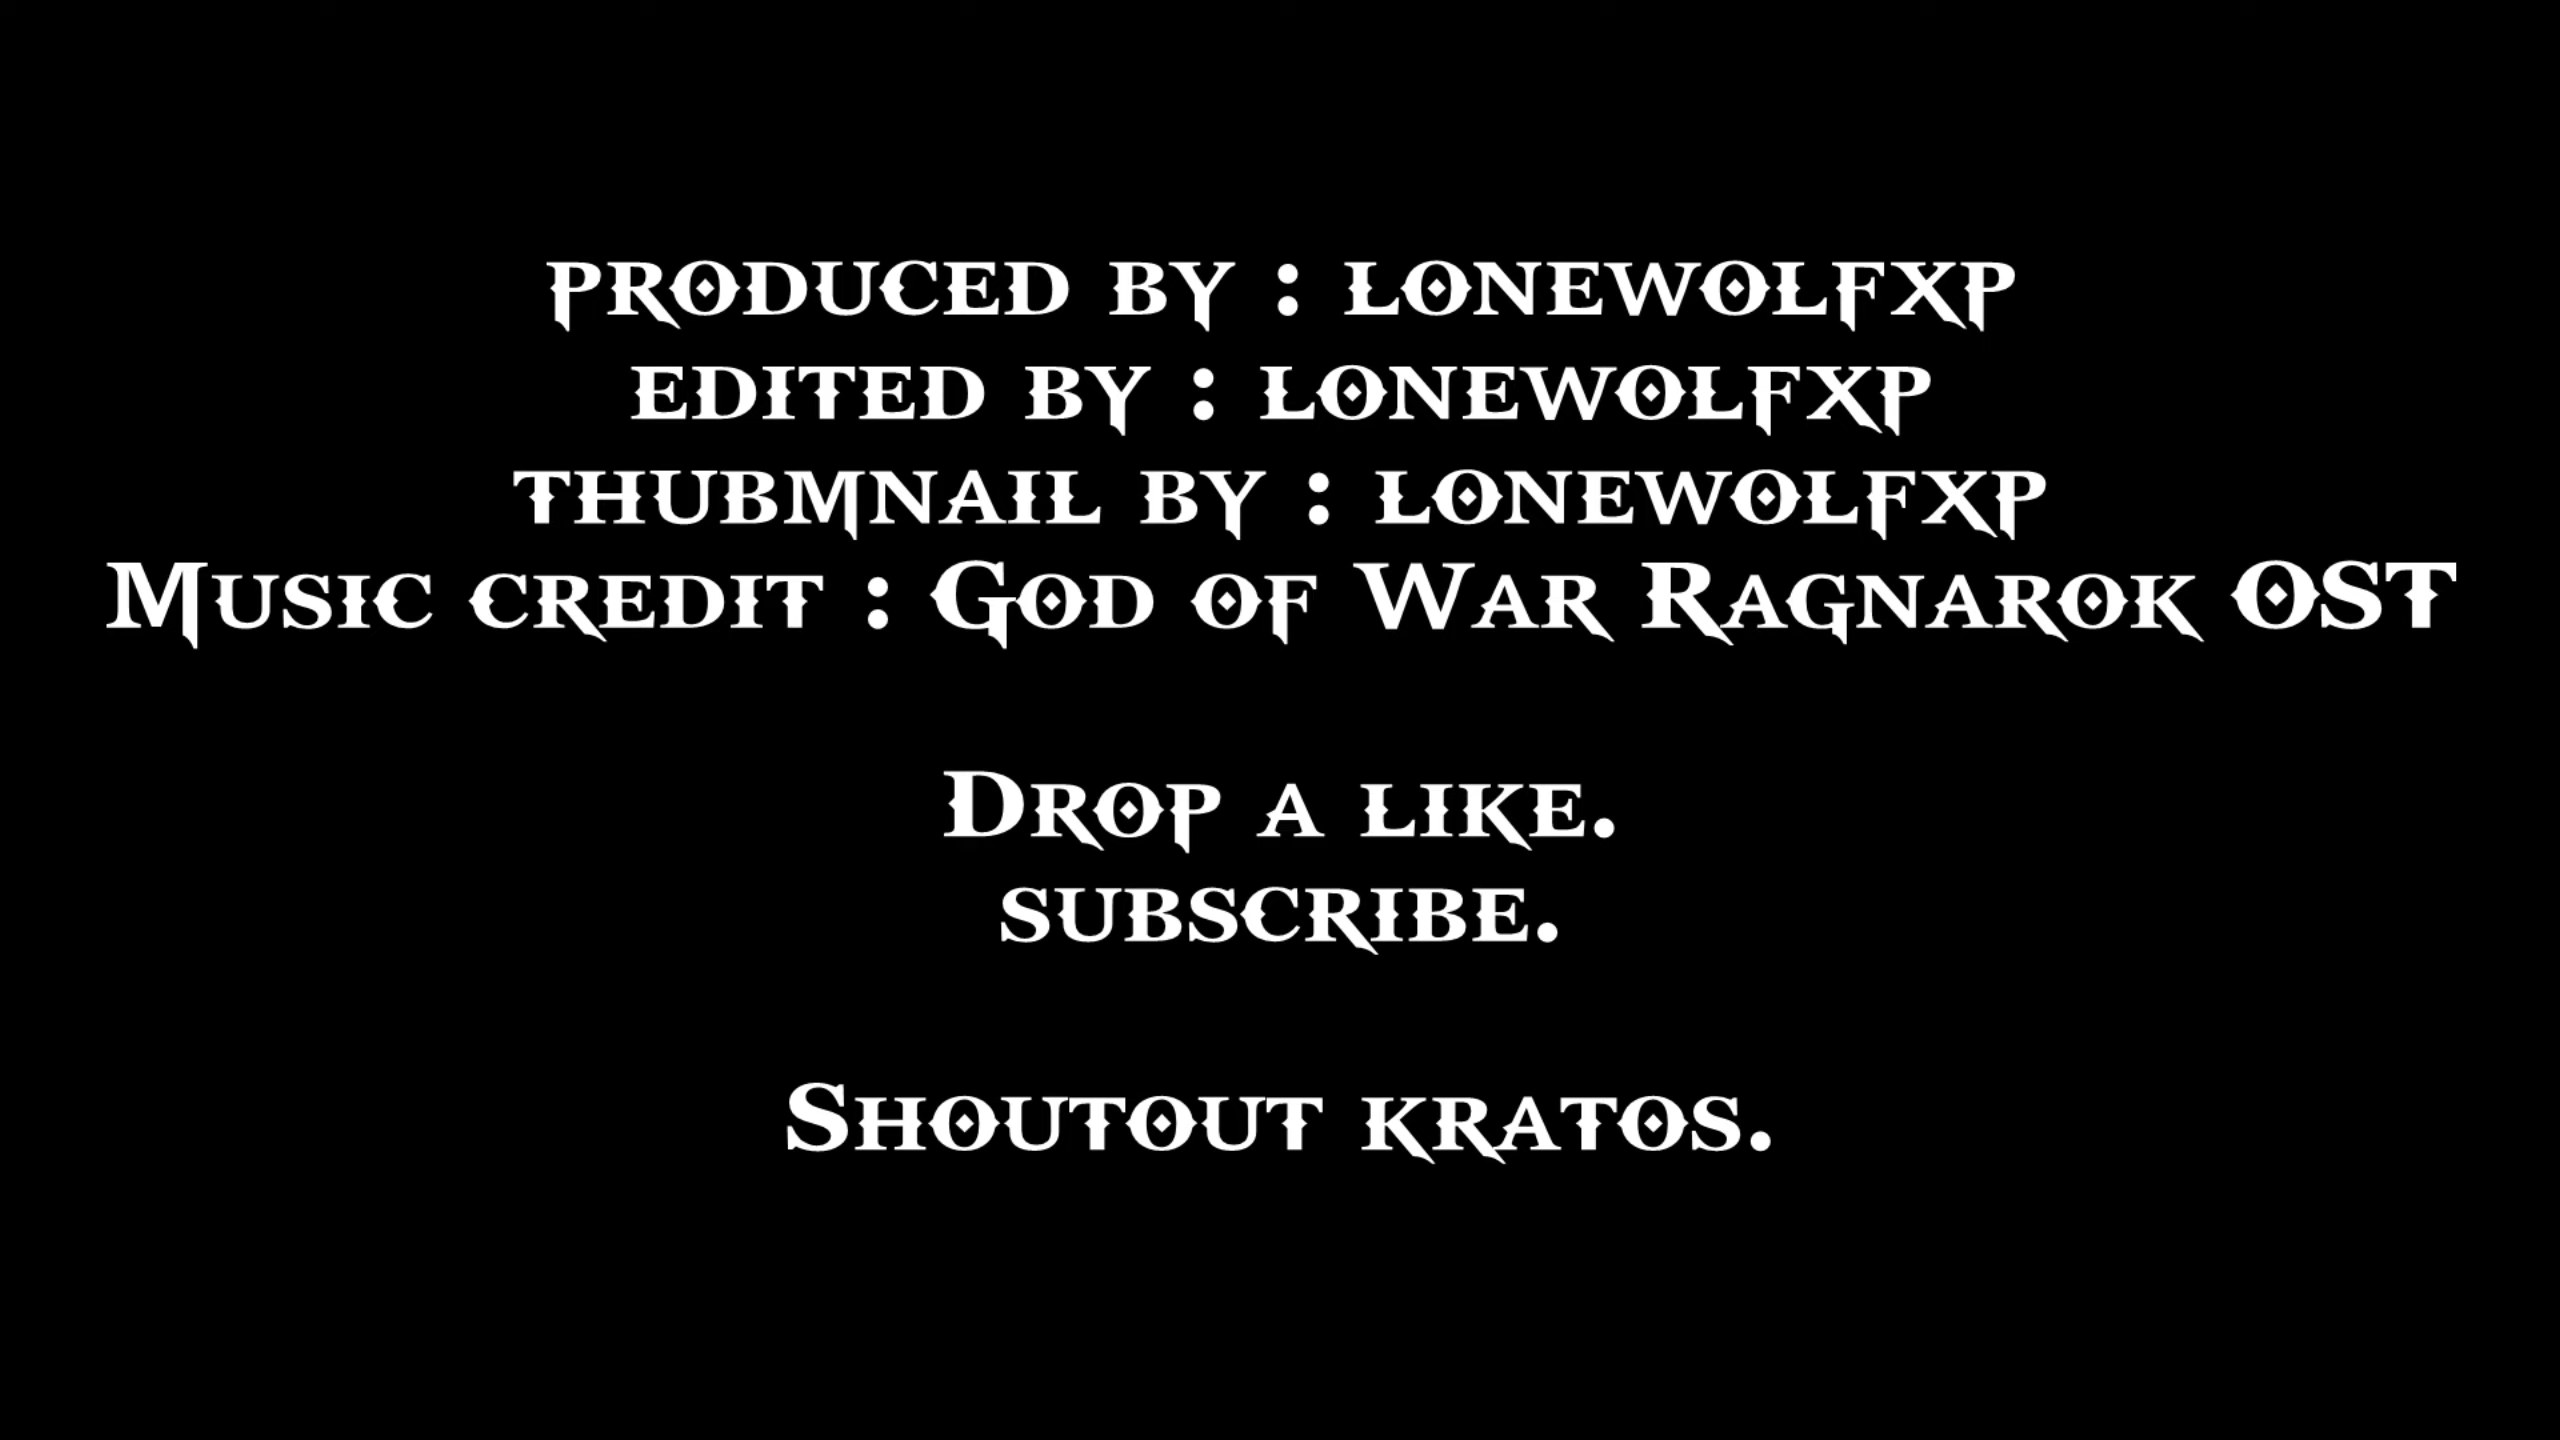 produced by : lonewolfxp
edited by : lonewolfxp
thubmnail by : lonewolfxp
Music credit : God of War Ragnarok OST
Drop a like.
subscribe.
Shoutout kratos.